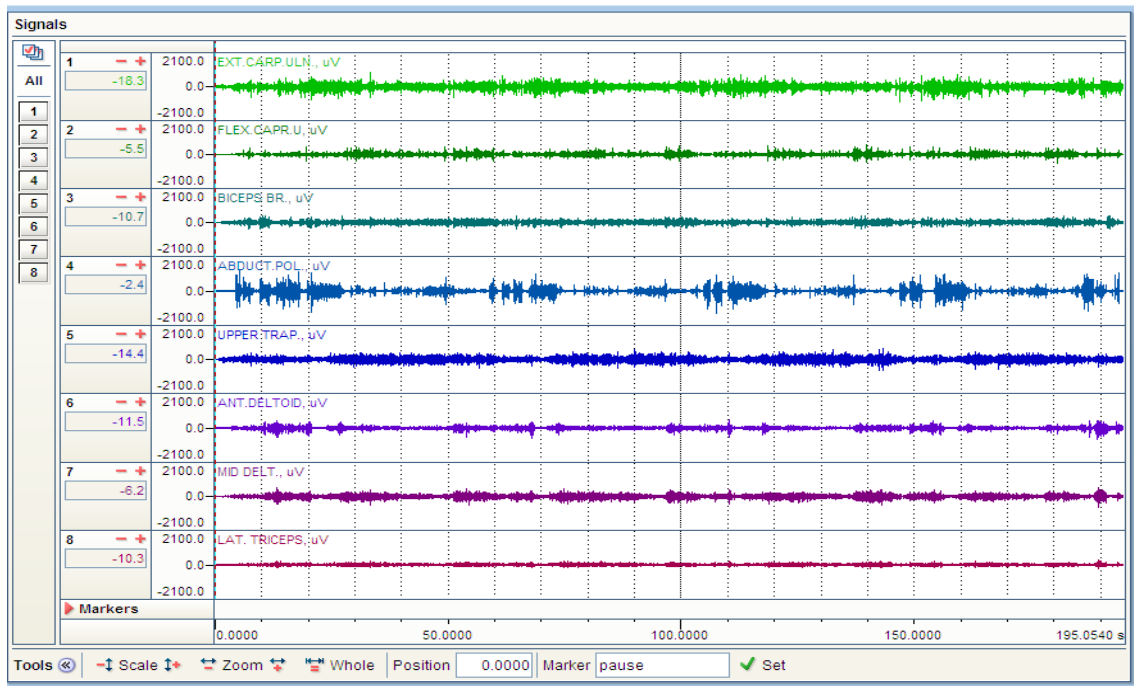 Signals
All
1
2
3
4
5
6
7
8
1 − + 2100.0 EXT.CARP.ULN., uV
-18.3 0.0
-2100.0
2 − + 2100.0 FLEX.CAPR.U, uV
-5.5 0.0
-2100.0
3 − + 2100.0 BICEPS BR., uV
-10.7 0.0
-2100.0
4 − + 2100.0 ABDUCT.POL., uV
-2.4 0.0
-2100.0
5 − + 2100.0 UPPER TRAP., uV
-14.4 0.0
-2100.0
6 − + 2100.0 ANT.DELTOID, uV
-11.5 0.0
-2100.0
7 − + 2100.0 MID DELT., uV
-6.2 0.0
-2100.0
8 − + 2100.0 LAT. TRICEPS, uV
-10.3 0.0
-2100.0
Markers
0.0000 50.0000 100.0000 150.0000 195.0540 s
Tools Scale Zoom Whole Position 0.0000 Marker pause Set